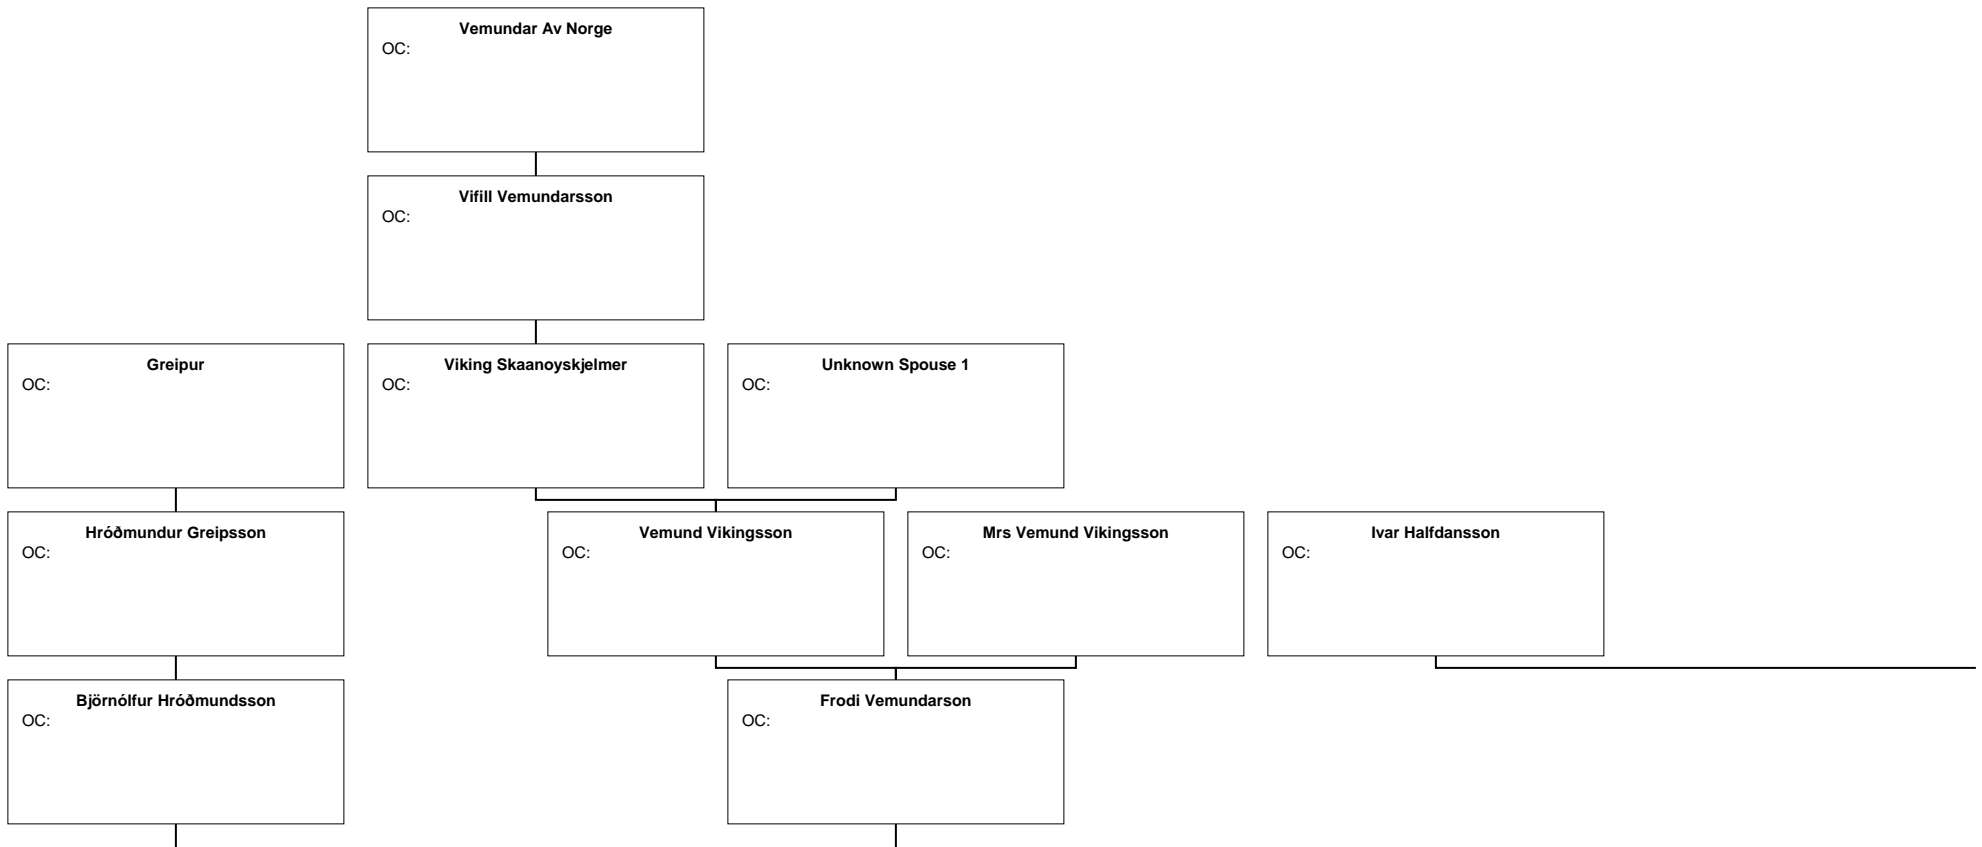 Vemundar Av Norge
OC:
Vifill Vemundarsson
OC:
Greipur
OC:
Viking Skaanoyskjelmer
OC:
Unknown Spouse 1
OC:
Hróðmundur Greipsson
OC:
Vemund Vikingsson
OC:
Mrs Vemund Vikingsson
OC:
Ivar Halfdansson
OC:
Björnólfur Hróðmundsson
OC:
Frodi Vemundarson
OC: